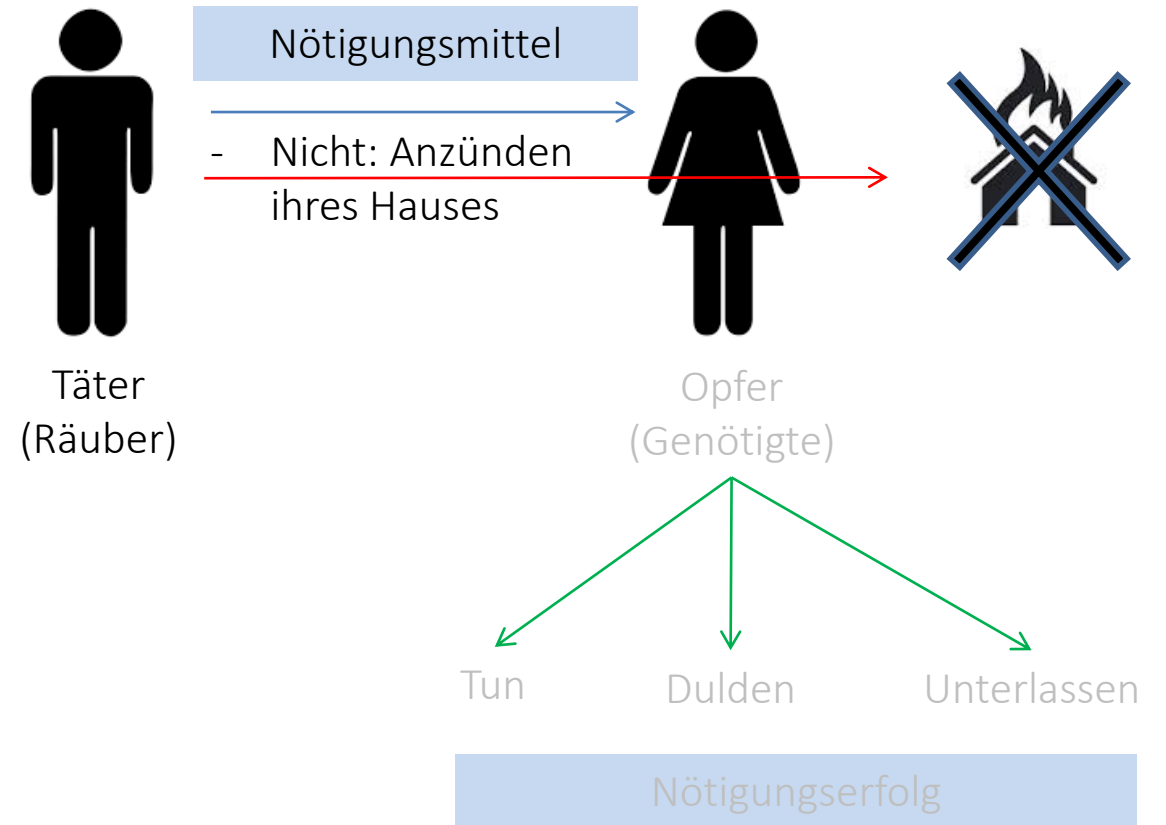 Nötigungsmittel
- Nicht: Anzünden
ihres Hauses
Täter
(Räuber)
Opfer
(Genötigte)
Tun
Dulden
Unterlassen
Nötigungserfolg